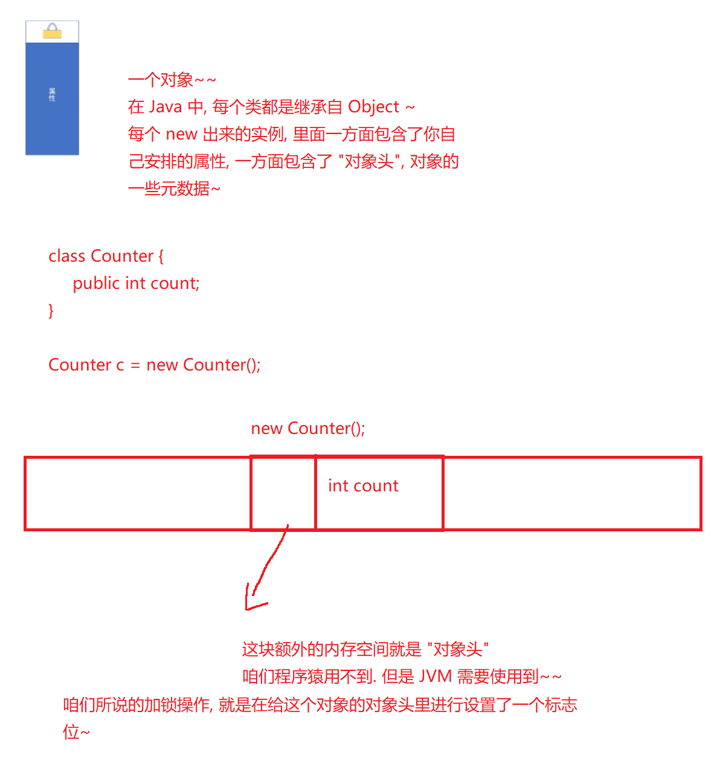 属
性
一个对象~~
在 Java 中, 每个类都是继承自 Object ~
每个 new 出来的实例, 里面一方面包含了你自
己安排的属性, 一方面包含了 "对象头", 对象的
一些元数据~
class Counter {
public int count;
}
Counter c = new Counter();
new Counter();
int count
这块额外的内存空间就是 "对象头"
咱们程序猿用不到. 但是 JVM 需要使用到~~
咱们所说的加锁操作, 就是在给这个对象的对象头里进行设置了一个标志
位~